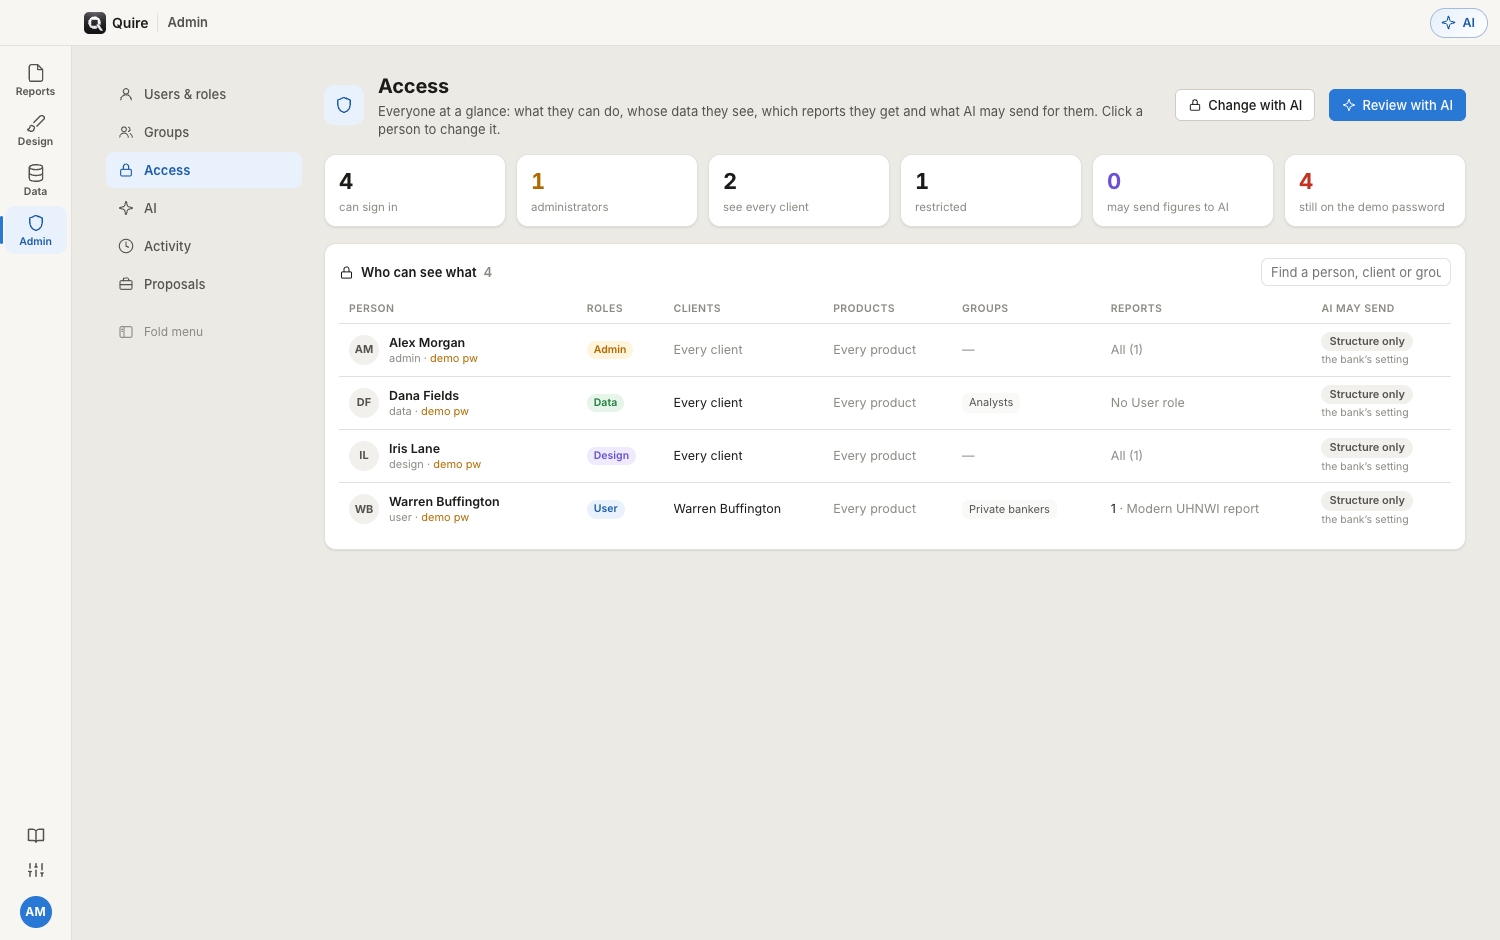 Quire
Admin
AI
Reports
Design
Data
Admin
Users & roles
Groups
Access
AI
Activity
Proposals
Fold menu
Access
Everyone at a glance: what they can do, whose data they see, which reports they get and what AI may send for them. Click a
person to change it.
Change with AI
Review with AI
4
can sign in
1
administrators
2
see every client
1
restricted
0
may send figures to AI
4
still on the demo password
Who can see what 4
Find a person, client or grou
PERSON ROLES CLIENTS PRODUCTS GROUPS REPORTS AI MAY SEND
AM Alex Morgan Admin Every client Every product — All (1) Structure only
admin · demo pw the bank's setting
DF Dana Fields Data Every client Every product Analysts No User role Structure only
data · demo pw the bank's setting
IL Iris Lane Design Every client Every product — All (1) Structure only
design · demo pw the bank's setting
WB Warren Buffington User Warren Buffington Every product Private bankers 1 · Modern UHNWI report Structure only
user · demo pw the bank's setting
AM